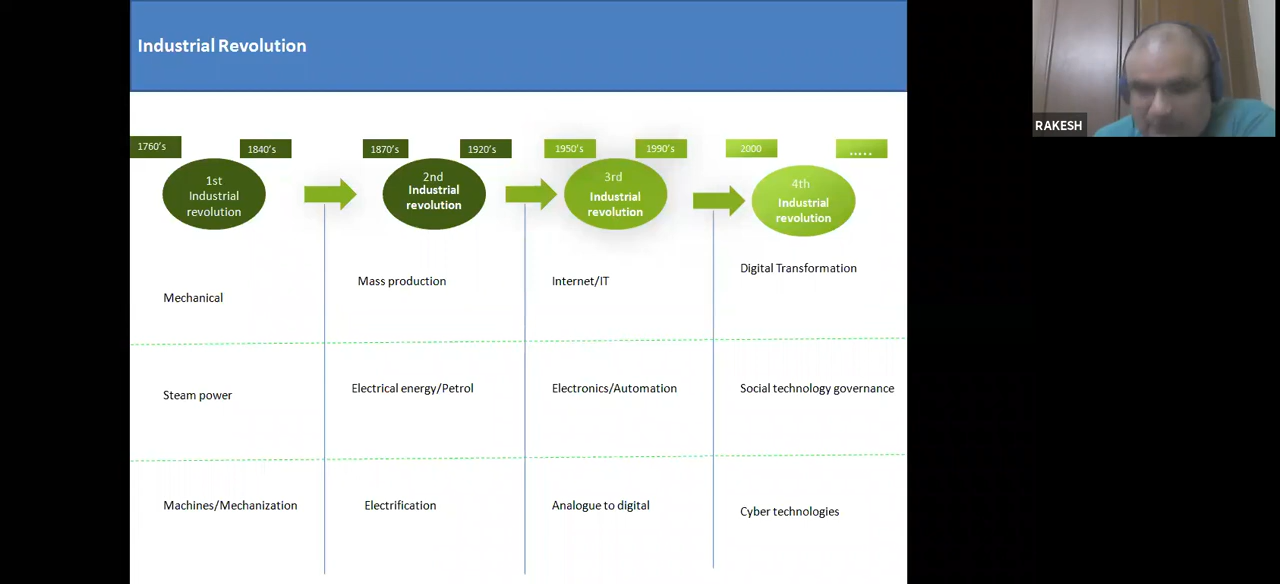 Industrial Revolution
RAKESH
1760's
1840's
1870's
1920's
1950's
1990's
2000
.....
1st
Industrial
revolution
2nd
Industrial
revolution
3rd
Industrial
revolution
4th
Industrial
revolution
Mechanical
Mass production
Internet/IT
Digital Transformation
Steam power
Electrical energy/Petrol
Electronics/Automation
Social technology governance
Machines/Mechanization
Electrification
Analogue to digital
Cyber technologies